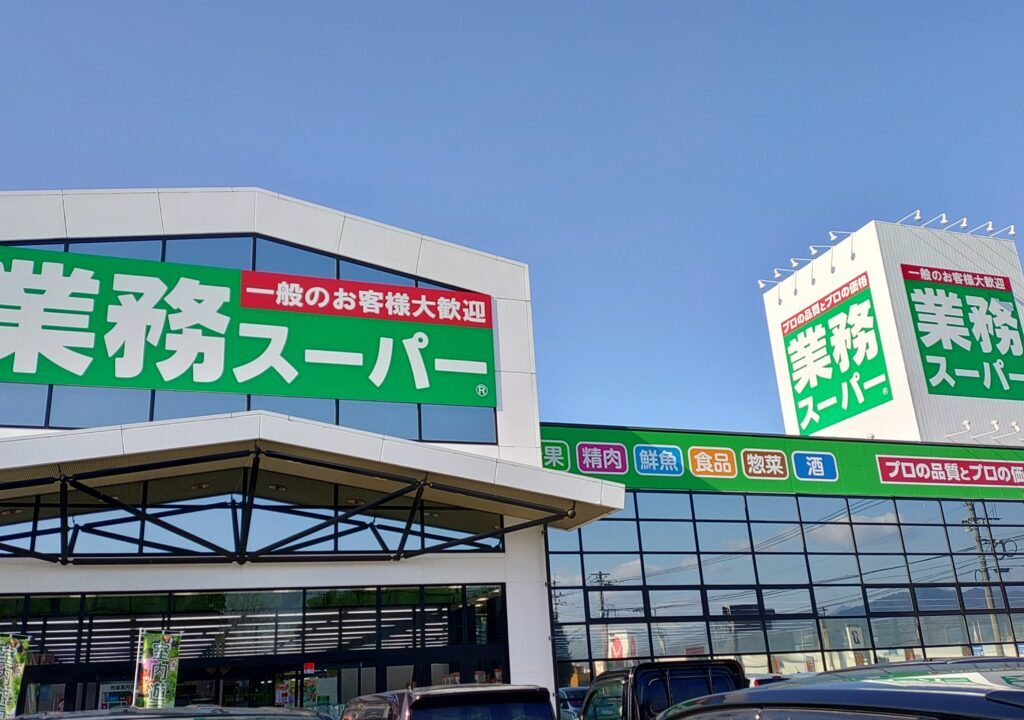 一般のお客様大歓迎
業務スーパー®
プロの品質とプロの価格
業務
スーパー®
一般のお客様大歓迎
業務
スーパー
果 精肉 鮮魚 食品 惣菜 酒
プロの品質とプロの価